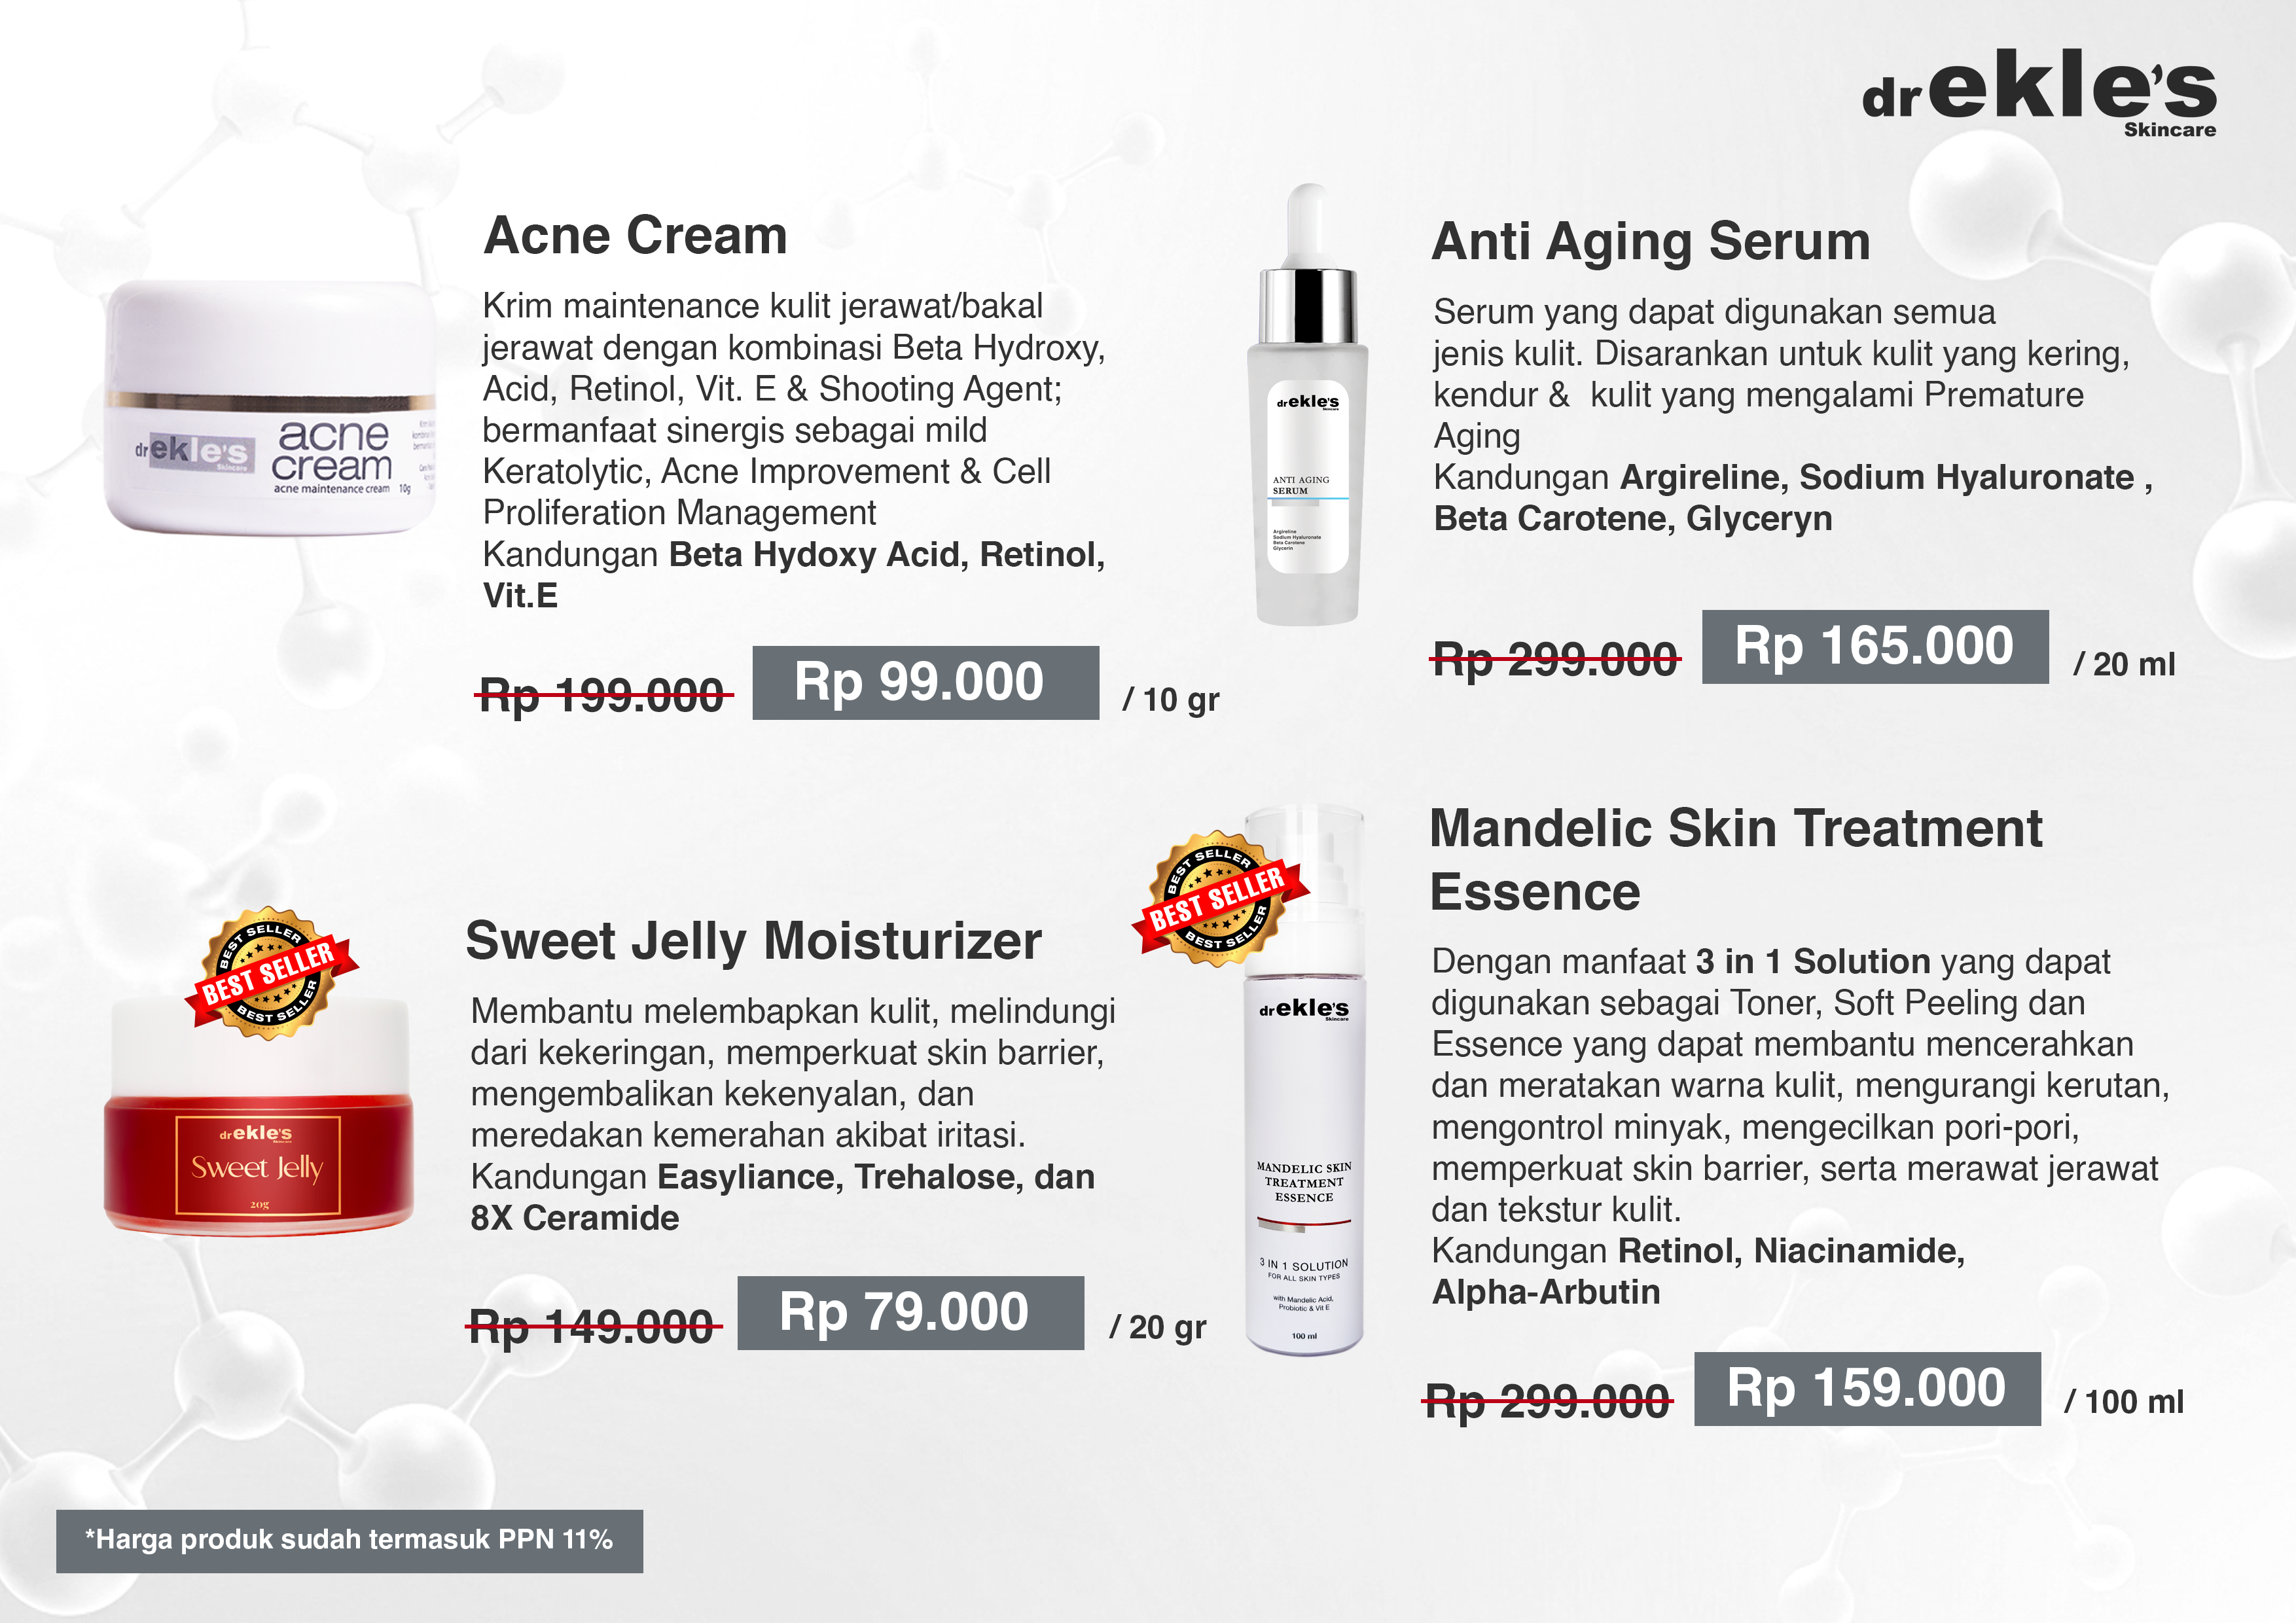 dr ekle's
Skincare
Acne Cream
Krim maintenance kulit jerawat/bakal
jerawat dengan kombinasi Beta Hydroxy,
Acid, Retinol, Vit. E & Shooting Agent;
bermanfaat sinergis sebagai mild
Keratolytic, Acne Improvement & Cell
Proliferation Management
Kandungan Beta Hydoxy Acid, Retinol,
Vit.E
Rp 199.000
Rp 99.000
/ 10 gr
dr ekle's
Skincare
acne
cream
acne maintenance cream 10g
Anti Aging Serum
Serum yang dapat digunakan semua
jenis kulit. Disarankan untuk kulit yang kering,
kendur & kulit yang mengalami Premature
Aging
Kandungan Argireline, Sodium Hyaluronate ,
Beta Carotene, Glyceryn
Rp 299.000
Rp 165.000
/ 20 ml
dr ekle's
Skincare
ANTI AGING
SERUM
Argireline
Sodium Hyaluronate
Beta Carotene
Glycerin
Sweet Jelly Moisturizer
Membantu melembapkan kulit, melindungi
dari kekeringan, memperkuat skin barrier,
mengembalikan kekenyalan, dan
meredakan kemerahan akibat iritasi.
Kandungan Easyliance, Trehalose, dan
8X Ceramide
Rp 149.000
Rp 79.000
/ 20 gr
BEST SELLER
BEST SELLER
BEST SELLER
dr ekle's
Skincare
Sweet Jelly
20g
Mandelic Skin Treatment
Essence
Dengan manfaat 3 in 1 Solution yang dapat
digunakan sebagai Toner, Soft Peeling dan
Essence yang dapat membantu mencerahkan
dan meratakan warna kulit, mengurangi kerutan,
mengontrol minyak, mengecilkan pori-pori,
memperkuat skin barrier, serta merawat jerawat
dan tekstur kulit.
Kandungan Retinol, Niacinamide,
Alpha-Arbutin
Rp 299.000
Rp 159.000
/ 100 ml
BEST SELLER
BEST SELLER
BEST SELLER
dr ekle's
Skincare
MANDELIC SKIN
TREATMENT
ESSENCE
3 IN 1 SOLUTION
FOR ALL SKIN TYPES
with Mandelic Acid,
Probiotic & Vit E
100 ml
*Harga produk sudah termasuk PPN 11%